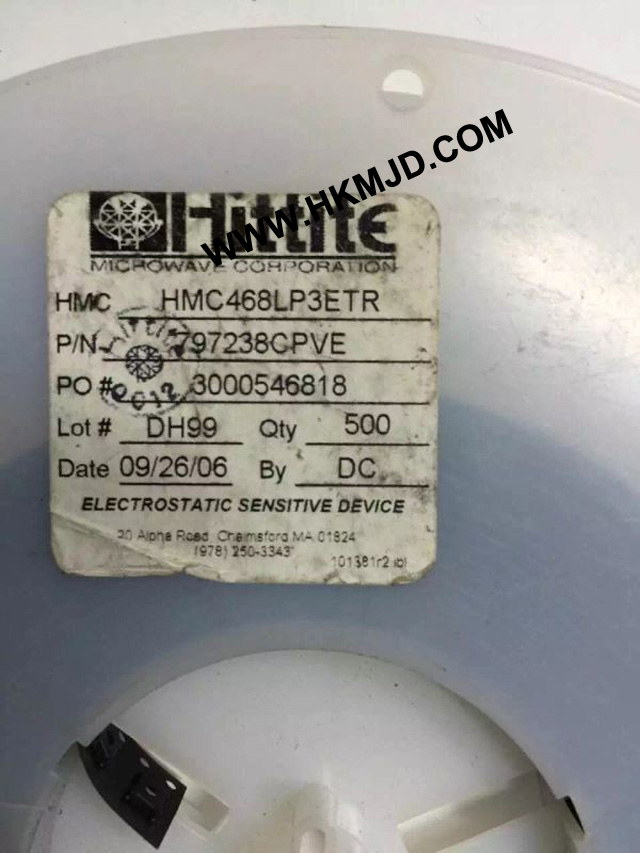 WWW.HKMJD.COM
Hittite
MICROWAVE CORPORATION
HMC HMC468LP3ETR
P/N 797238CPVE
PO # 3000546818
Lot # DH99 Qty 500
Date 09/26/06 By DC
ELECTROSTATIC SENSITIVE DEVICE
20 Alpha Road, Chelmsford MA 01824
(978) 250-3343
101381r2 lbl